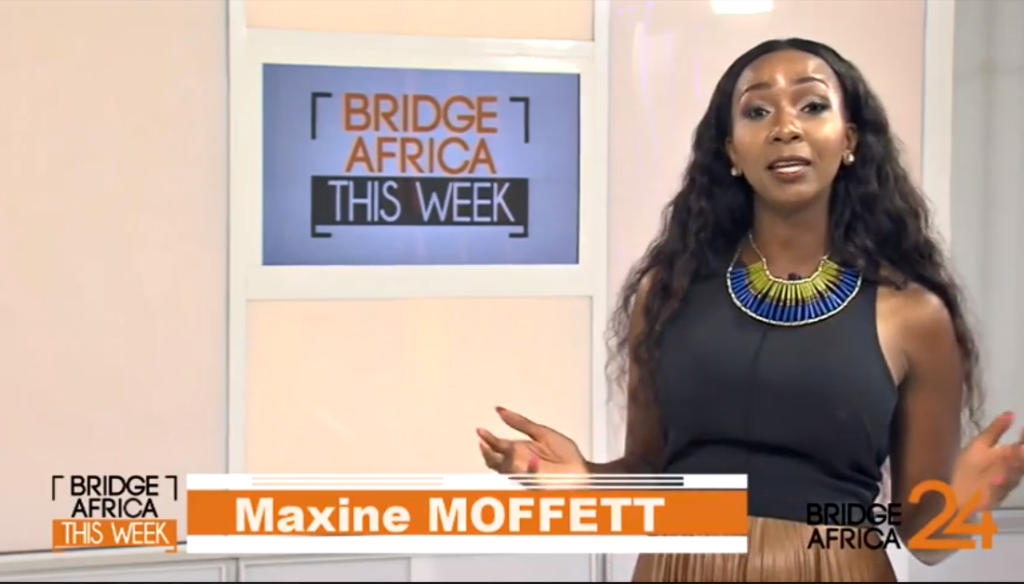 BRIDGE
AFRICA
THIS WEEK
BRIDGE
AFRICA
THIS WEEK
Maxine MOFFETT
BRIDGE
AFRICA
24